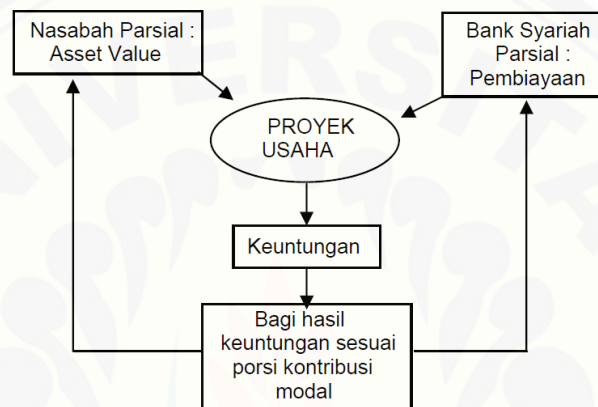 Nasabah Parsial :
Asset Value
Bank Syariah
Parsial :
Pembiayaan
PROYEK
USAHA
Keuntungan
Bagi hasil
keuntungan sesuai
porsi kontribusi
modal